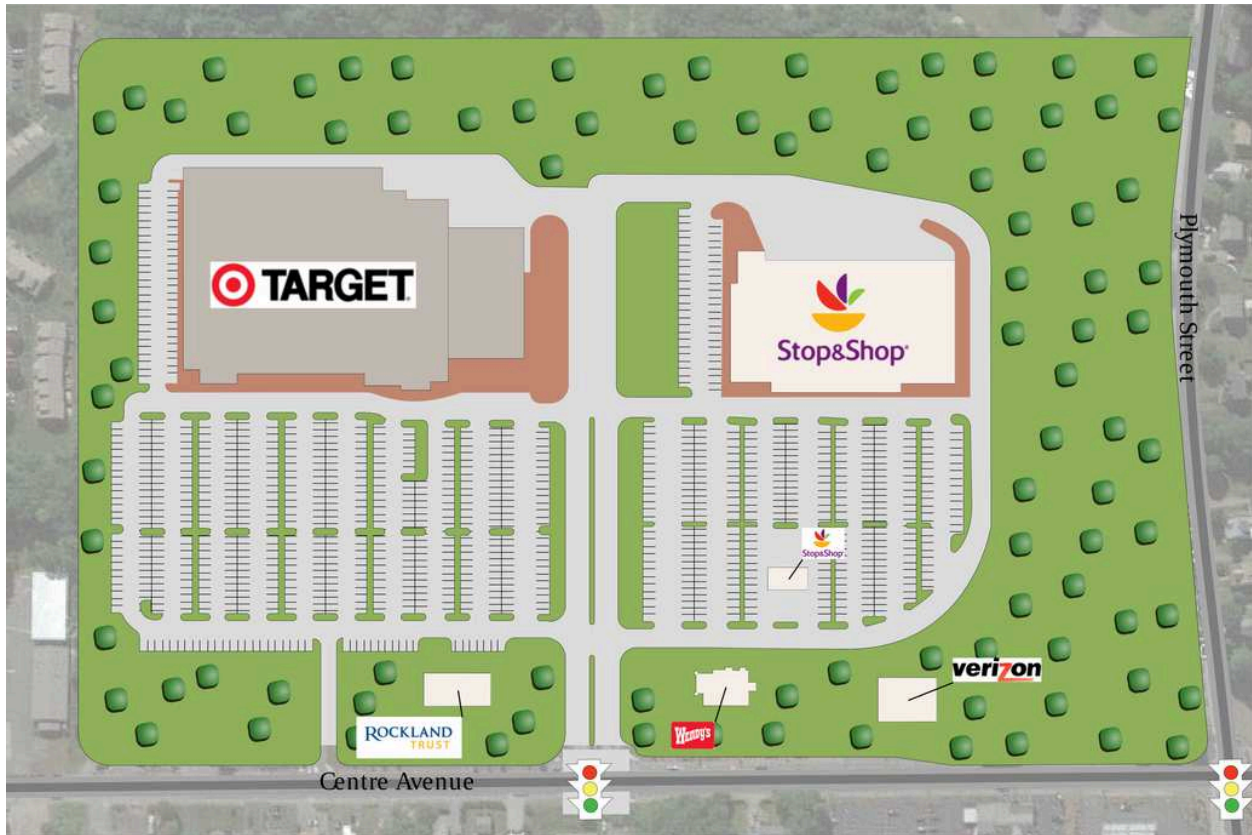 TARGET
Stop&Shop
Plymouth Street
Stop&Shop
verizon
WENDY'S
ROCKLAND
TRUST
Centre Avenue